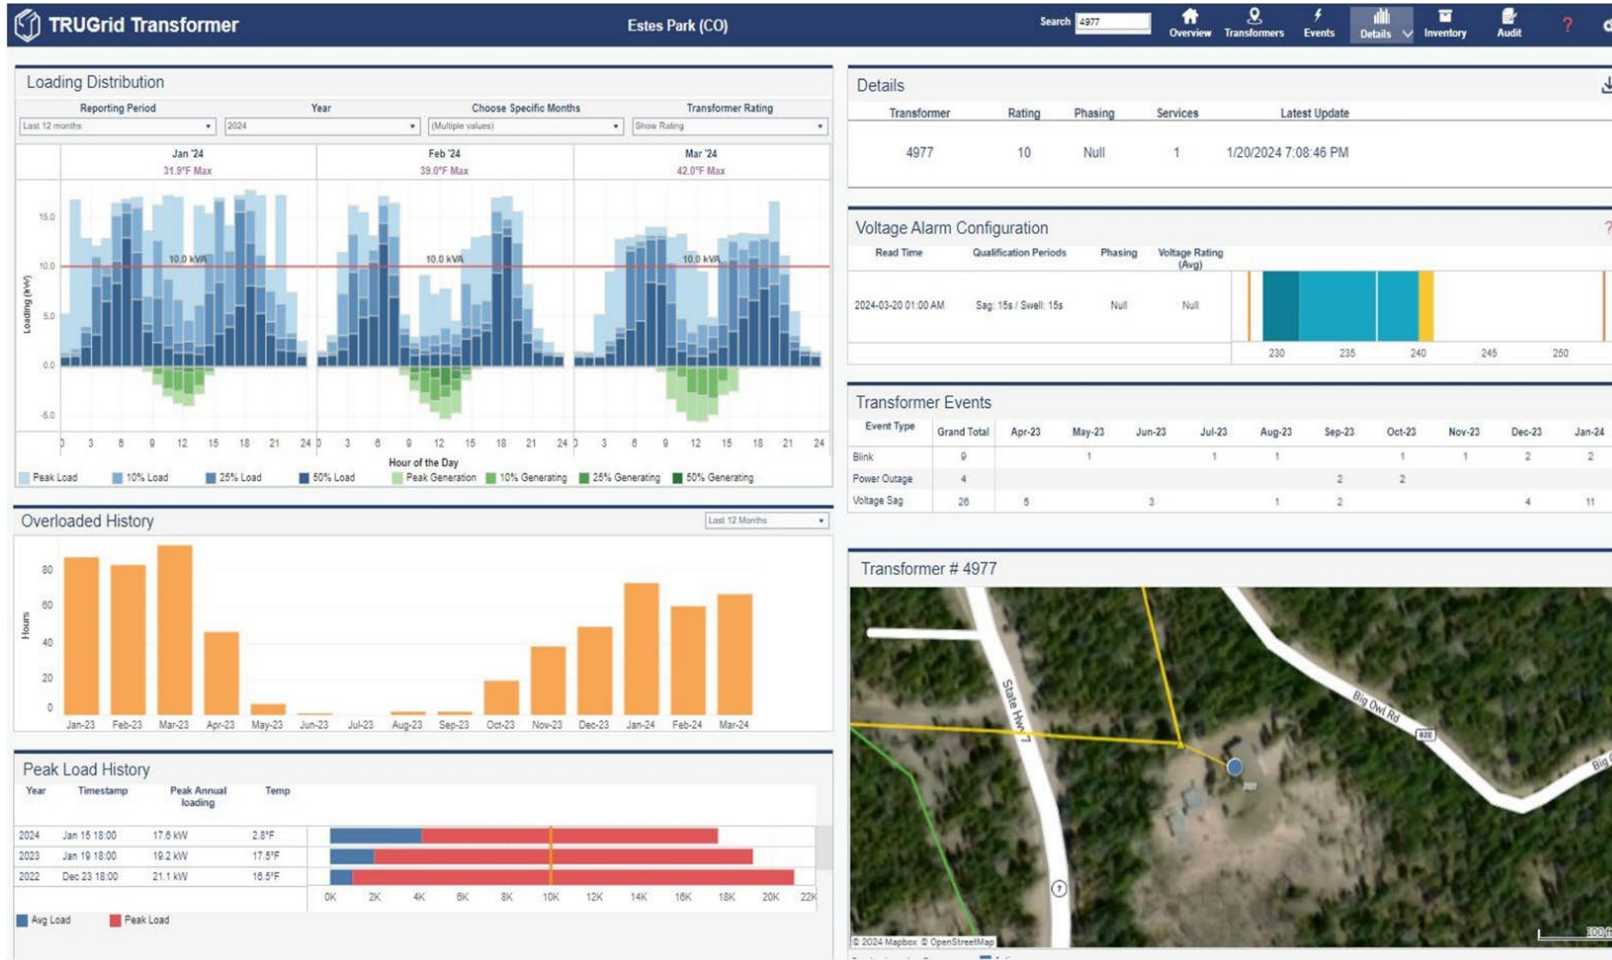 TRUGrid Transformer
Estes Park (CO)
Search 4977
Overview Transformers Events Details Inventory Audit ?
Loading Distribution
Reporting Period Year Choose Specific Months Transformer Rating
Last 12 months 2024 (Multiple values) Show Rating
Jan '24 Feb '24 Mar '24
31.9°F Max 39.0°F Max 42.0°F Max
15.0
10.0 kVA 10.0 kVA 10.0 kVA
10.0
5.0
0.0
-5.0
Loading (kW)
0 3 6 9 12 15 18 21 24 0 3 6 9 12 15 18 21 24 0 3 6 9 12 15 18 21 24
Hour of the Day
Peak Load 10% Load 25% Load 50% Load Peak Generation 10% Generating 25% Generating 50% Generating
Overloaded History
Last 12 Months
80
60
40
20
0
Hours
Jan-23 Feb-23 Mar-23 Apr-23 May-23 Jun-23 Jul-23 Aug-23 Sep-23 Oct-23 Nov-23 Dec-23 Jan-24 Feb-24 Mar-24
Peak Load History
Year Timestamp Peak Annual loading Temp
2024 Jan 15 18:00 17.6 kW 2.8°F
2023 Jan 19 18:00 19.2 kW 17.5°F
2022 Dec 23 18:00 21.1 kW 16.5°F
0K 2K 4K 6K 8K 10K 12K 14K 16K 18K 20K 22K
Avg Load Peak Load
Details
Transformer Rating Phasing Services Latest Update
4977 10 Null 1 1/20/2024 7:08:46 PM
Voltage Alarm Configuration ?
Read Time Qualification Periods Phasing Voltage Rating
(Avg)
2024-03-20 01:00 AM Sag: 15s / Swell: 15s Null Null
230 235 240 245 250
Transformer Events
Event Type Grand Total Apr-23 May-23 Jun-23 Jul-23 Aug-23 Sep-23 Oct-23 Nov-23 Dec-23 Jan-24
Blink 9 1 1 1 1 1 2 2
Power Outage 4 2 2
Voltage Sag 26 5 3 1 2 4 11
Transformer # 4977
State Hwy 7
Big Owl Rd
Big
7
© 2024 Mapbox © OpenStreetMap
100 ft